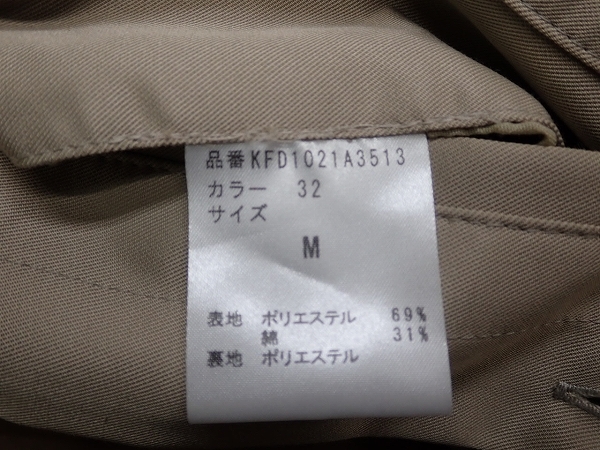 品番KFD1021A3513
カラー 32
サイズ
M
表地 ポリエステル 69%
綿 31%
裏地 ポリエステル